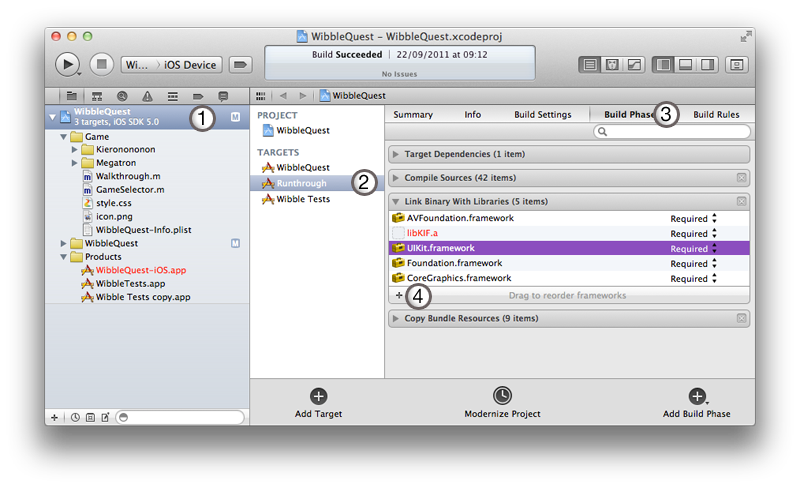 WibbleQuest – WibbleQuest.xcodeproj
Wi... iOS Device
Build Succeeded | 22/09/2011 at 09:12
No Issues
WibbleQuest
3 targets, iOS SDK 5.0
1
M
Game
Kieronononon
Megatron
Walkthrough.m
GameSelector.m
style.css
icon.png
WibbleQuest-Info.plist
WibbleQuest
M
Products
WibbleQuest-iOS.app
WibbleTests.app
Wibble Tests copy.app
WibbleQuest
PROJECT
WibbleQuest
TARGETS
WibbleQuest
Runthrough
2
Wibble Tests
Summary Info Build Settings Build Phase 3 Build Rules
Target Dependencies (1 item)
Compile Sources (42 items)
Link Binary With Libraries (5 items)
AVFoundation.framework Required
libKIF.a Required
UIKit.framework Required
Foundation.framework Required
CoreGraphics.framework Required
+ 4 Drag to reorder frameworks
Copy Bundle Resources (9 items)
Add Target Modernize Project Add Build Phase